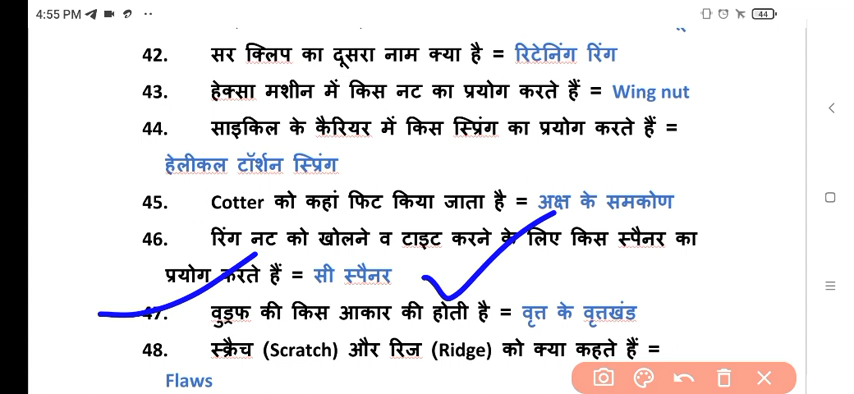 4:55 PM
44
42. सर क्लिप का दूसरा नाम क्या है = रिटेनिंग रिंग
43. हेक्सा मशीन में किस नट का प्रयोग करते हैं = Wing nut
44. साइकिल के कैरियर में किस स्प्रिंग का प्रयोग करते हैं =
हेलीकल टॉर्शन स्प्रिंग
45. Cotter को कहां फिट किया जाता है = अक्ष के समकोण
46. रिंग नट को खोलने व टाइट करने के लिए किस स्पैनर का
प्रयोग करते हैं = सी स्पैनर
47. वुड्रफ की किस आकार की होती है = वृत्त के वृत्तखंड
48. स्क्रैच (Scratch) और रिज (Ridge) को क्या कहते हैं =
Flaws